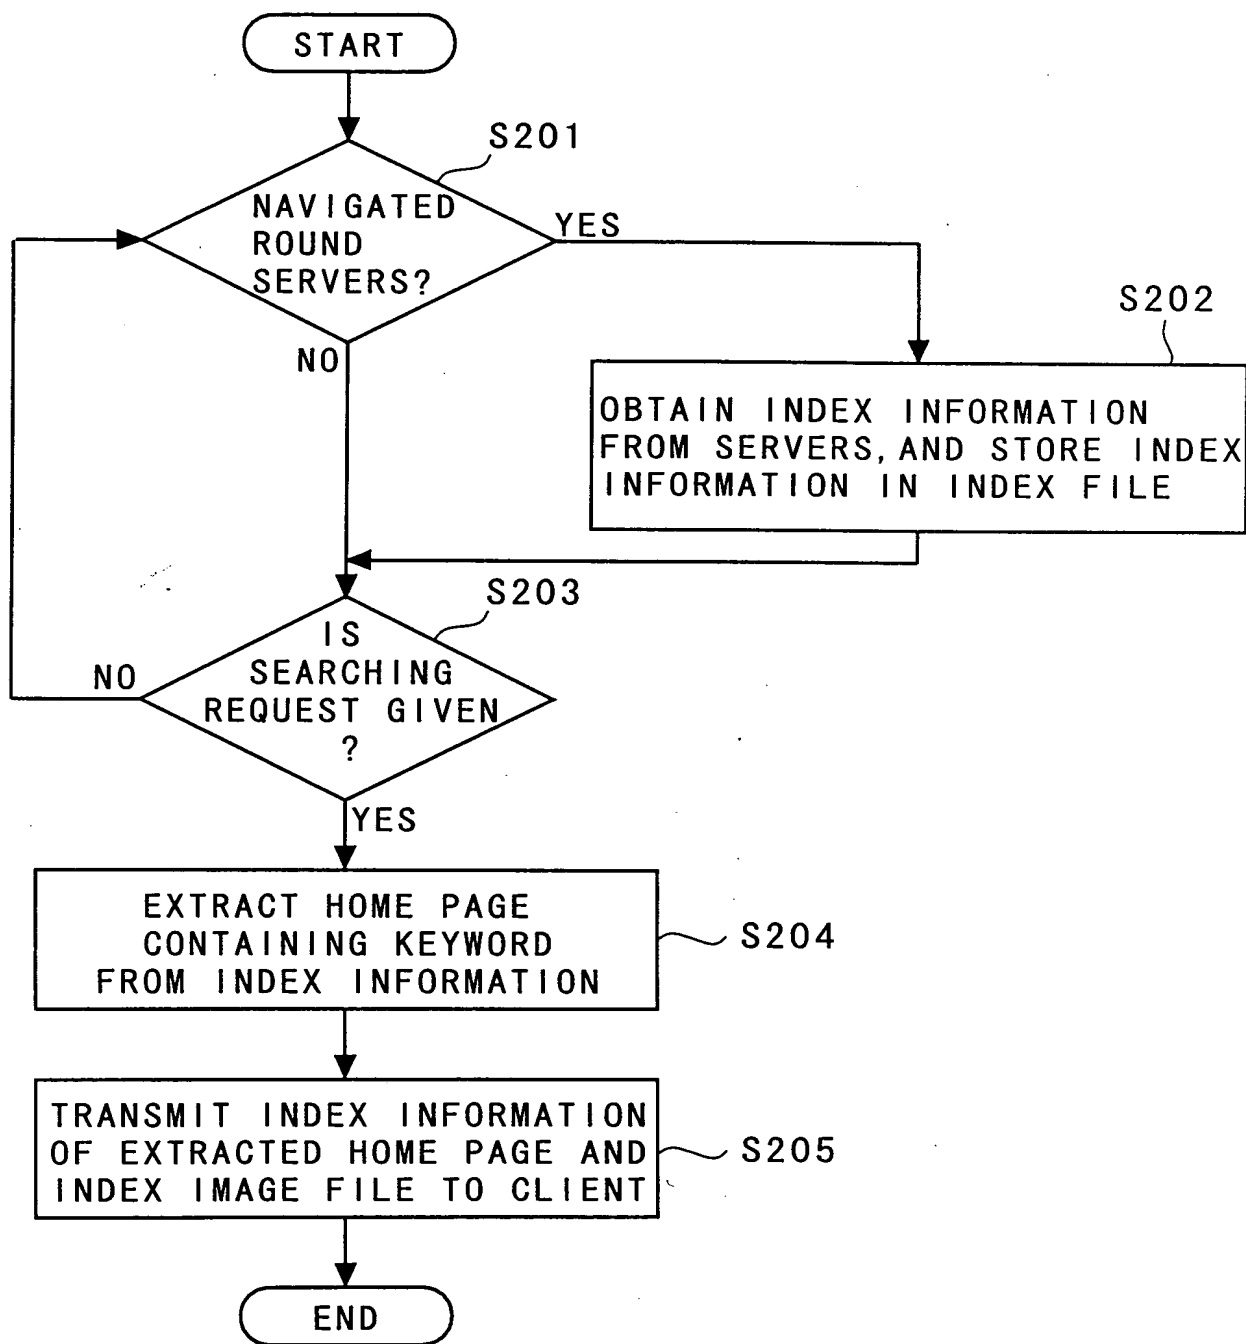 START
S201
NAVIGATED
ROUND
SERVERS?
YES
NO
S202
OBTAIN INDEX INFORMATION
FROM SERVERS, AND STORE INDEX
INFORMATION IN INDEX FILE
S203
IS
SEARCHING
REQUEST GIVEN
?
NO
YES
EXTRACT HOME PAGE
CONTAINING KEYWORD
FROM INDEX INFORMATION
S204
TRANSMIT INDEX INFORMATION
OF EXTRACTED HOME PAGE AND
INDEX IMAGE FILE TO CLIENT
S205
END